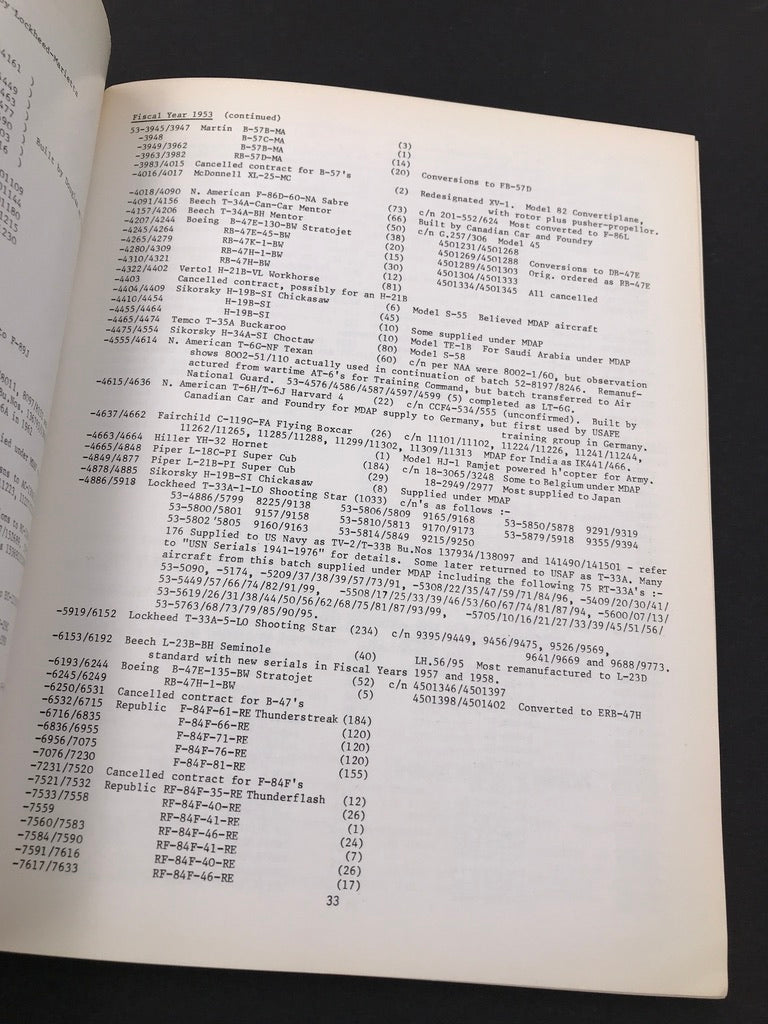 y Lockheed-Marietta
4161 )
449 )
463 )
477 )
Built by Douglas
01109
01144
01189
01215
01230
Fiscal Year 1953 (continued)
53-3945/3947 Martin B-57B-MA (3)
-3948 B-57C-MA (1)
-3949/3962 B-57B-MA (14)
-3963/3982 RB-57D-MA (20) Conversions to FB-57D
-3983/4015 Cancelled contract for B-57's
-4016/4017 McDonnell XL-25-MC (2) Redesignated XV-1. Model 82 Convertiplane,
with rotor plus pusher-propellor.
-4018/4090 N. American F-86D-60-NA Sabre (73) c/n 201-552/624 Most converted to F-86L
-4091/4156 Beech T-34A-Can-Car Mentor (66) Built by Canadian Car and Foundry
-4157/4206 Beech T-34A-BH Mentor (50) c/n G.257/306 Model 45
-4207/4244 Boeing B-47E-130-BW Stratojet (38) 4501231/4501268
-4245/4264 RB-47E-45-BW (20) 4501269/4501288 Conversions to DB-47E
-4265/4279 RB-47K-1-BW (15) 4501289/4501303 Orig. ordered as RB-47E
-4280/4309 RB-47H-1-BW (30) 4501304/4501333
-4310/4321 RB-47H-BW (12) 4501334/4501345 All cancelled
-4322/4402 Vertol H-21B-VL Workhorse (81)
-4403 Cancelled contract, possibly for an H-21B
-4404/4409 Sikorsky H-19B-SI Chickasaw (6) Model S-55 Believed MDAP aircraft
-4410/4454 H-19B-SI (45)
-4455/4464 H-19B-SI (10) Some supplied under MDAP
-4465/4474 Temco T-35A Buckaroo (10) Model TE-1B For Saudi Arabia under MDAP
-4475/4554 Sikorsky H-34A-SI Choctaw (80) Model S-58
-4555/4614 N. American T-6G-NF Texan (60) c/n per NAA were 8002-1/60, but observation
shows 8002-51/110 actually used in continuation of batch 52-8197/8246. Remanuf-
actured from wartime AT-6's for Training Command, but batch transferred to Air
National Guard. 53-4576/4586/4587/4597/4599 (5) completed as LT-6G.
-4615/4636 N. American T-6H/T-6J Harvard 4 (22) c/n CCF4-534/555 (unconfirmed). Built by
Canadian Car and Foundry for MDAP supply to Germany, but first used by USAFE
training group in Germany.
-4637/4662 Fairchild C-119G-FA Flying Boxcar (26) c/n 11101/11102, 11224/11226, 11241/11244,
11262/11265, 11285/11288, 11299/11302, 11309/11313 MDAP for India as IK441/466.
-4663/4664 Hiller YH-32 Hornet (1) Model HJ-1 Ramjet powered h'copter for Army.
-4665/4848 Piper L-18C-PI Super Cub (184) c/n 18-3065/3248 Some to Belgium under MDAP
-4849/4877 Piper L-21B-PI Super Cub (29) 18-2949/2977 Most supplied to Japan
-4878/4885 Sikorsky H-19B-SI Chickasaw (8) Supplied under MDAP
-4886/5918 Lockheed T-33A-1-LO Shooting Star (1033) c/n's as follows :-
53-4886/5799 8225/9138 53-5806/5809 9165/9168 53-5850/5878 9291/9319
53-5800/5801 9157/9158 53-5810/5813 9170/9173 53-5879/5918 9355/9394
53-5802 '5805 9160/9163 53-5814/5849 9215/9250
176 Supplied to US Navy as TV-2/T-33B Bu.Nos 137934/138097 and 141490/141501 - refer
to "USN Serials 1941-1976" for details. Some later returned to USAF as T-33A. Many
aircraft from this batch supplied under MDAP including the following 75 RT-33A's :-
53-5090, -5174, -5209/37/38/39/57/73/91, -5308/22/35/47/59/71/84/96, -5409/20/30/41/
53-5449/57/66/74/82/91/99, -5508/17/25/33/39/46/53/60/67/74/81/87/94, -5600/07/13/
53-5619/26/31/38/44/50/56/62/68/75/81/87/93/99, -5705/10/16/21/27/33/39/45/51/56/
53-5763/68/73/79/85/90/95.
-5919/6152 Lockheed T-33A-5-LO Shooting Star (234) c/n 9395/9449, 9456/9475, 9526/9569,
9641/9669 and 9688/9773.
-6153/6192 Beech L-23B-BH Seminole (40) LH.56/95 Most remanufactured to L-23D
standard with new serials in Fiscal Years 1957 and 1958.
-6193/6244 Boeing B-47E-135-BW Stratojet (52) c/n 4501346/4501397
-6245/6249 RB-47H-1-BW (5) 4501398/4501402 Converted to ERB-47H
-6250/6531 Cancelled contract for B-47's
-6532/6715 Republic F-84F-61-RE Thunderstreak (184)
-6716/6835 F-84F-66-RE (120)
-6836/6955 F-84F-71-RE (120)
-6956/7075 F-84F-76-RE (120)
-7076/7230 F-84F-81-RE (155)
-7231/7520 Cancelled contract for F-84F's
-7521/7532 Republic RF-84F-35-RE Thunderflash (12)
-7533/7558 RF-84F-40-RE (26)
-7559 RF-84F-41-RE (1)
-7560/7583 RF-84F-46-RE (24)
-7584/7590 RF-84F-41-RE (7)
-7591/7616 RF-84F-40-RE (26)
-7617/7633 RF-84F-46-RE (17)
33